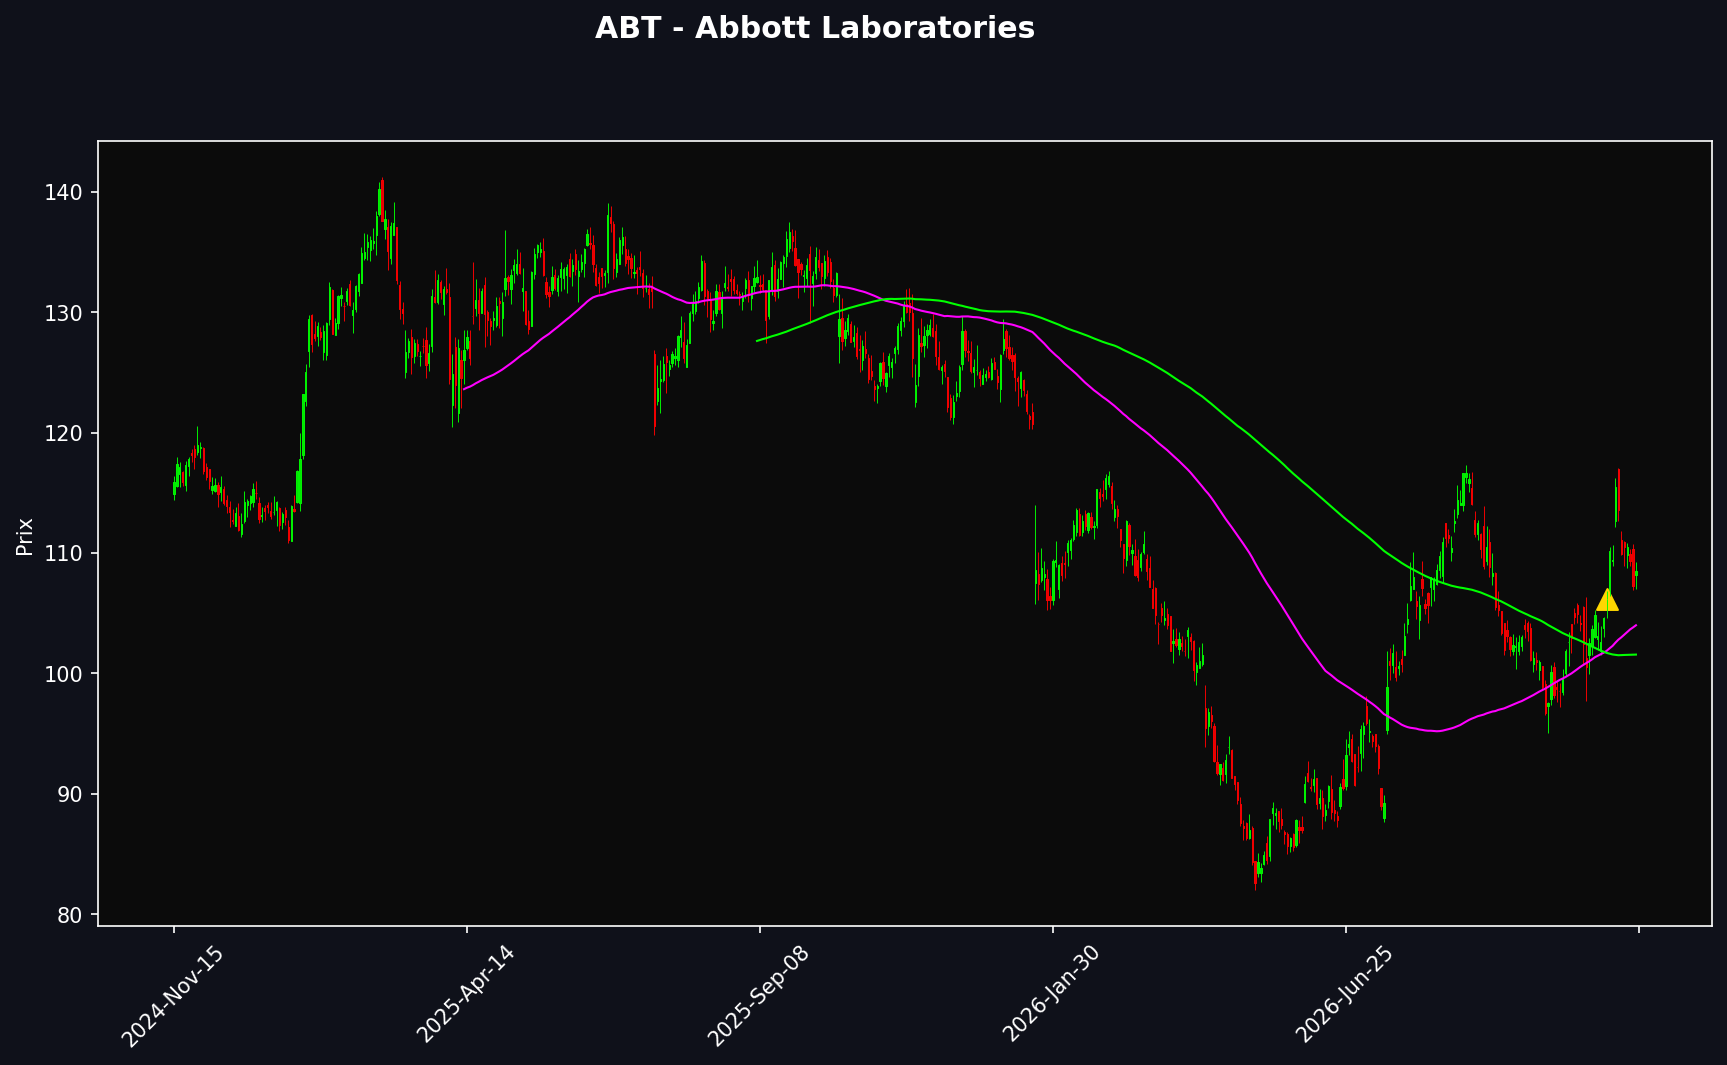 ABT - Abbott Laboratories
Prix
140
130
120
110
100
90
80
2024-Nov-15
2025-Apr-14
2025-Sep-08
2026-Jan-30
2026-Jun-25